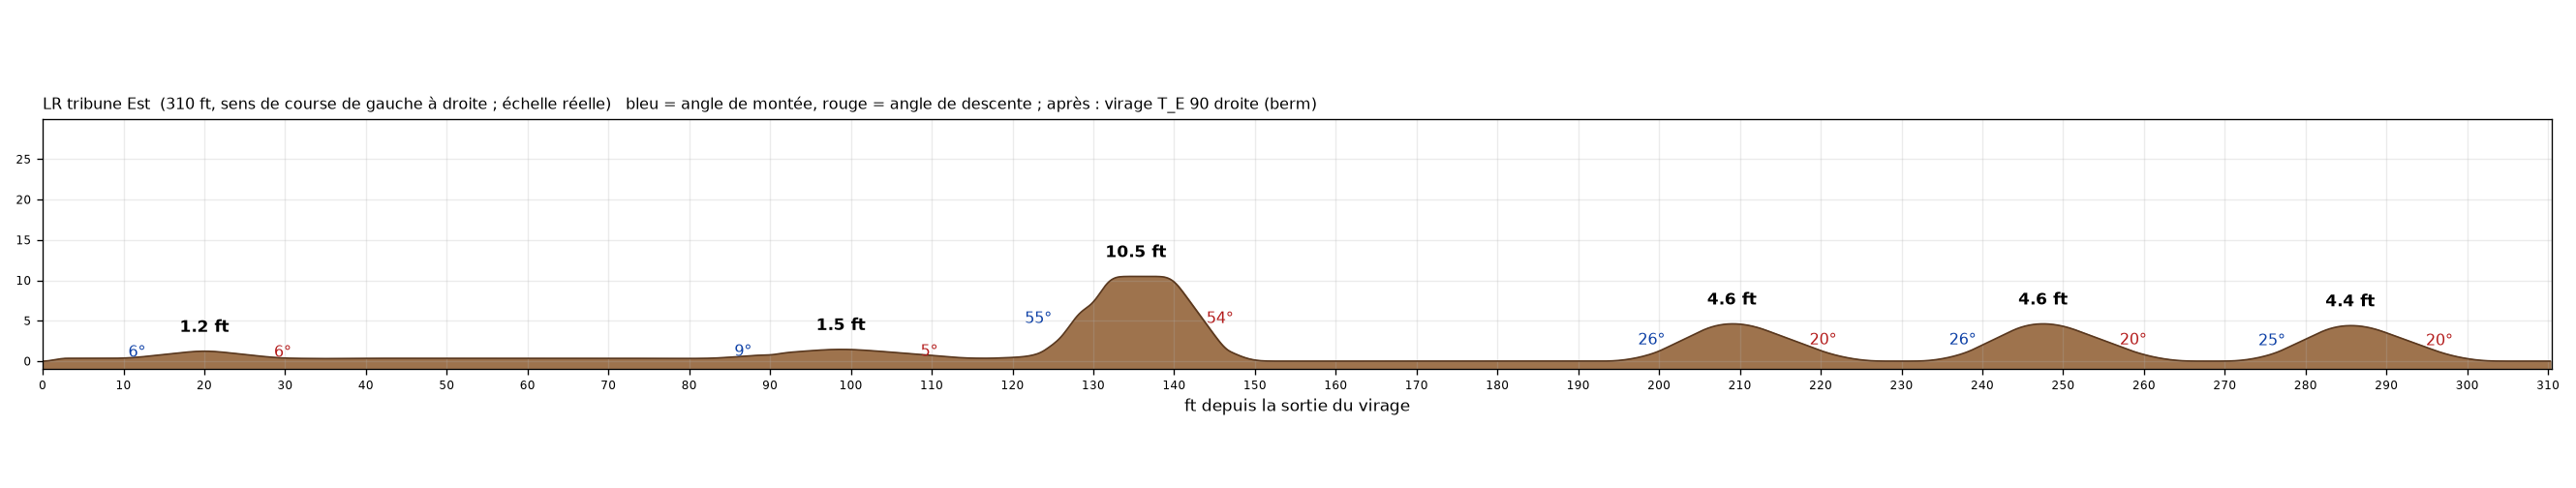 LR tribune Est  (310 ft, sens de course de gauche à droite ; échelle réelle)   bleu = angle de montée, rouge = angle de descente ; après : virage T_E 90 droite (berm)
25
20
15
10
5
0
10.5 ft
1.2 ft
1.5 ft
4.6 ft
4.6 ft
4.4 ft
6°
6°
9°
5°
55°
54°
26°
20°
26°
20°
25°
20°
0 10 20 30 40 50 60 70 80 90 100 110 120 130 140 150 160 170 180 190 200 210 220 230 240 250 260 270 280 290 300 310
ft depuis la sortie du virage